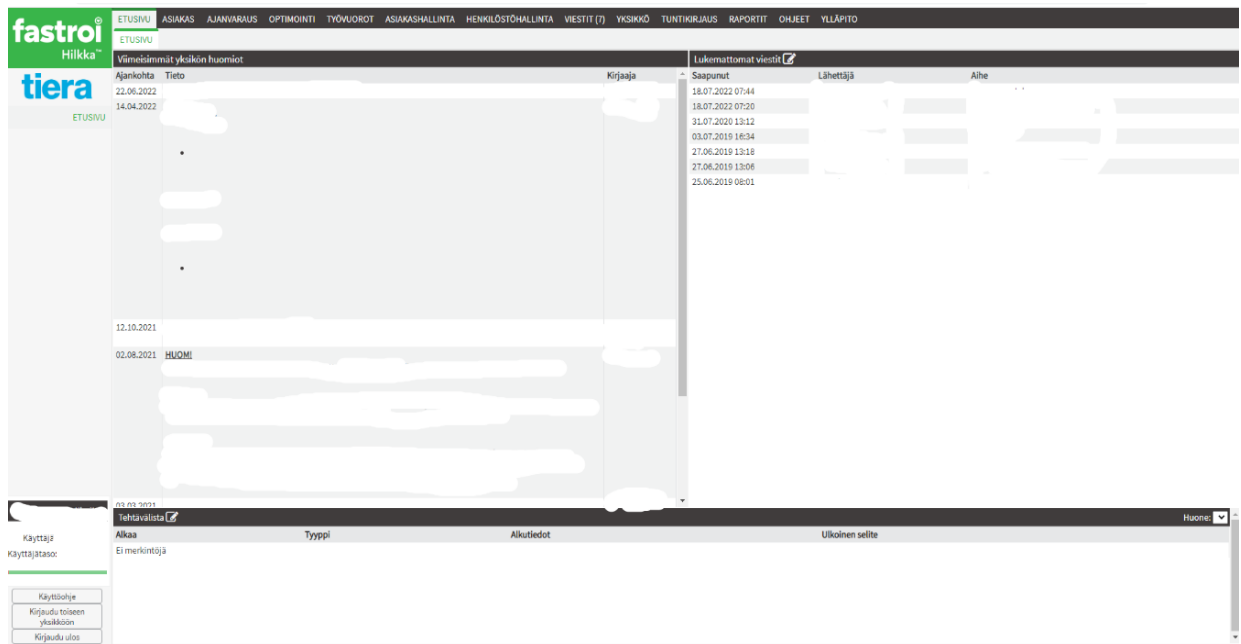 fastroi
Hilkka™
tiera
ETUSIVU
ETUSIVU ASIAKAS AJANVARAUS OPTIMOINTI TYÖVUOROT ASIAKASHALLINTA HENKILÖSTÖHALLINTA VIESTIT (7) YKSIKKÖ TUNTIKIRJAUS RAPORTIT OHJEET YLLÄPITO
ETUSIVU
Viimeisimmät yksikön huomiot
Ajankohta Tieto Kirjaaja
22.06.2022
14.04.2022
•
•
12.10.2021
02.08.2021 HUOM!
03.03.2021
Lukemattomat viestit
Saapunut Lähettäjä Aihe
18.07.2022 07:44
18.07.2022 07:20
31.07.2020 13:12
03.07.2019 16:34
27.06.2019 13:18
27.06.2019 13:06
25.06.2019 08:01
Tehtävälista Huone:
Alkaa Tyyppi Alkutiedot Ulkoinen selite
Ei merkintöjä
Käyttäjä
Käyttäjätaso:
Käyttöohje
Kirjaudu toiseen
yksikköön
Kirjaudu ulos